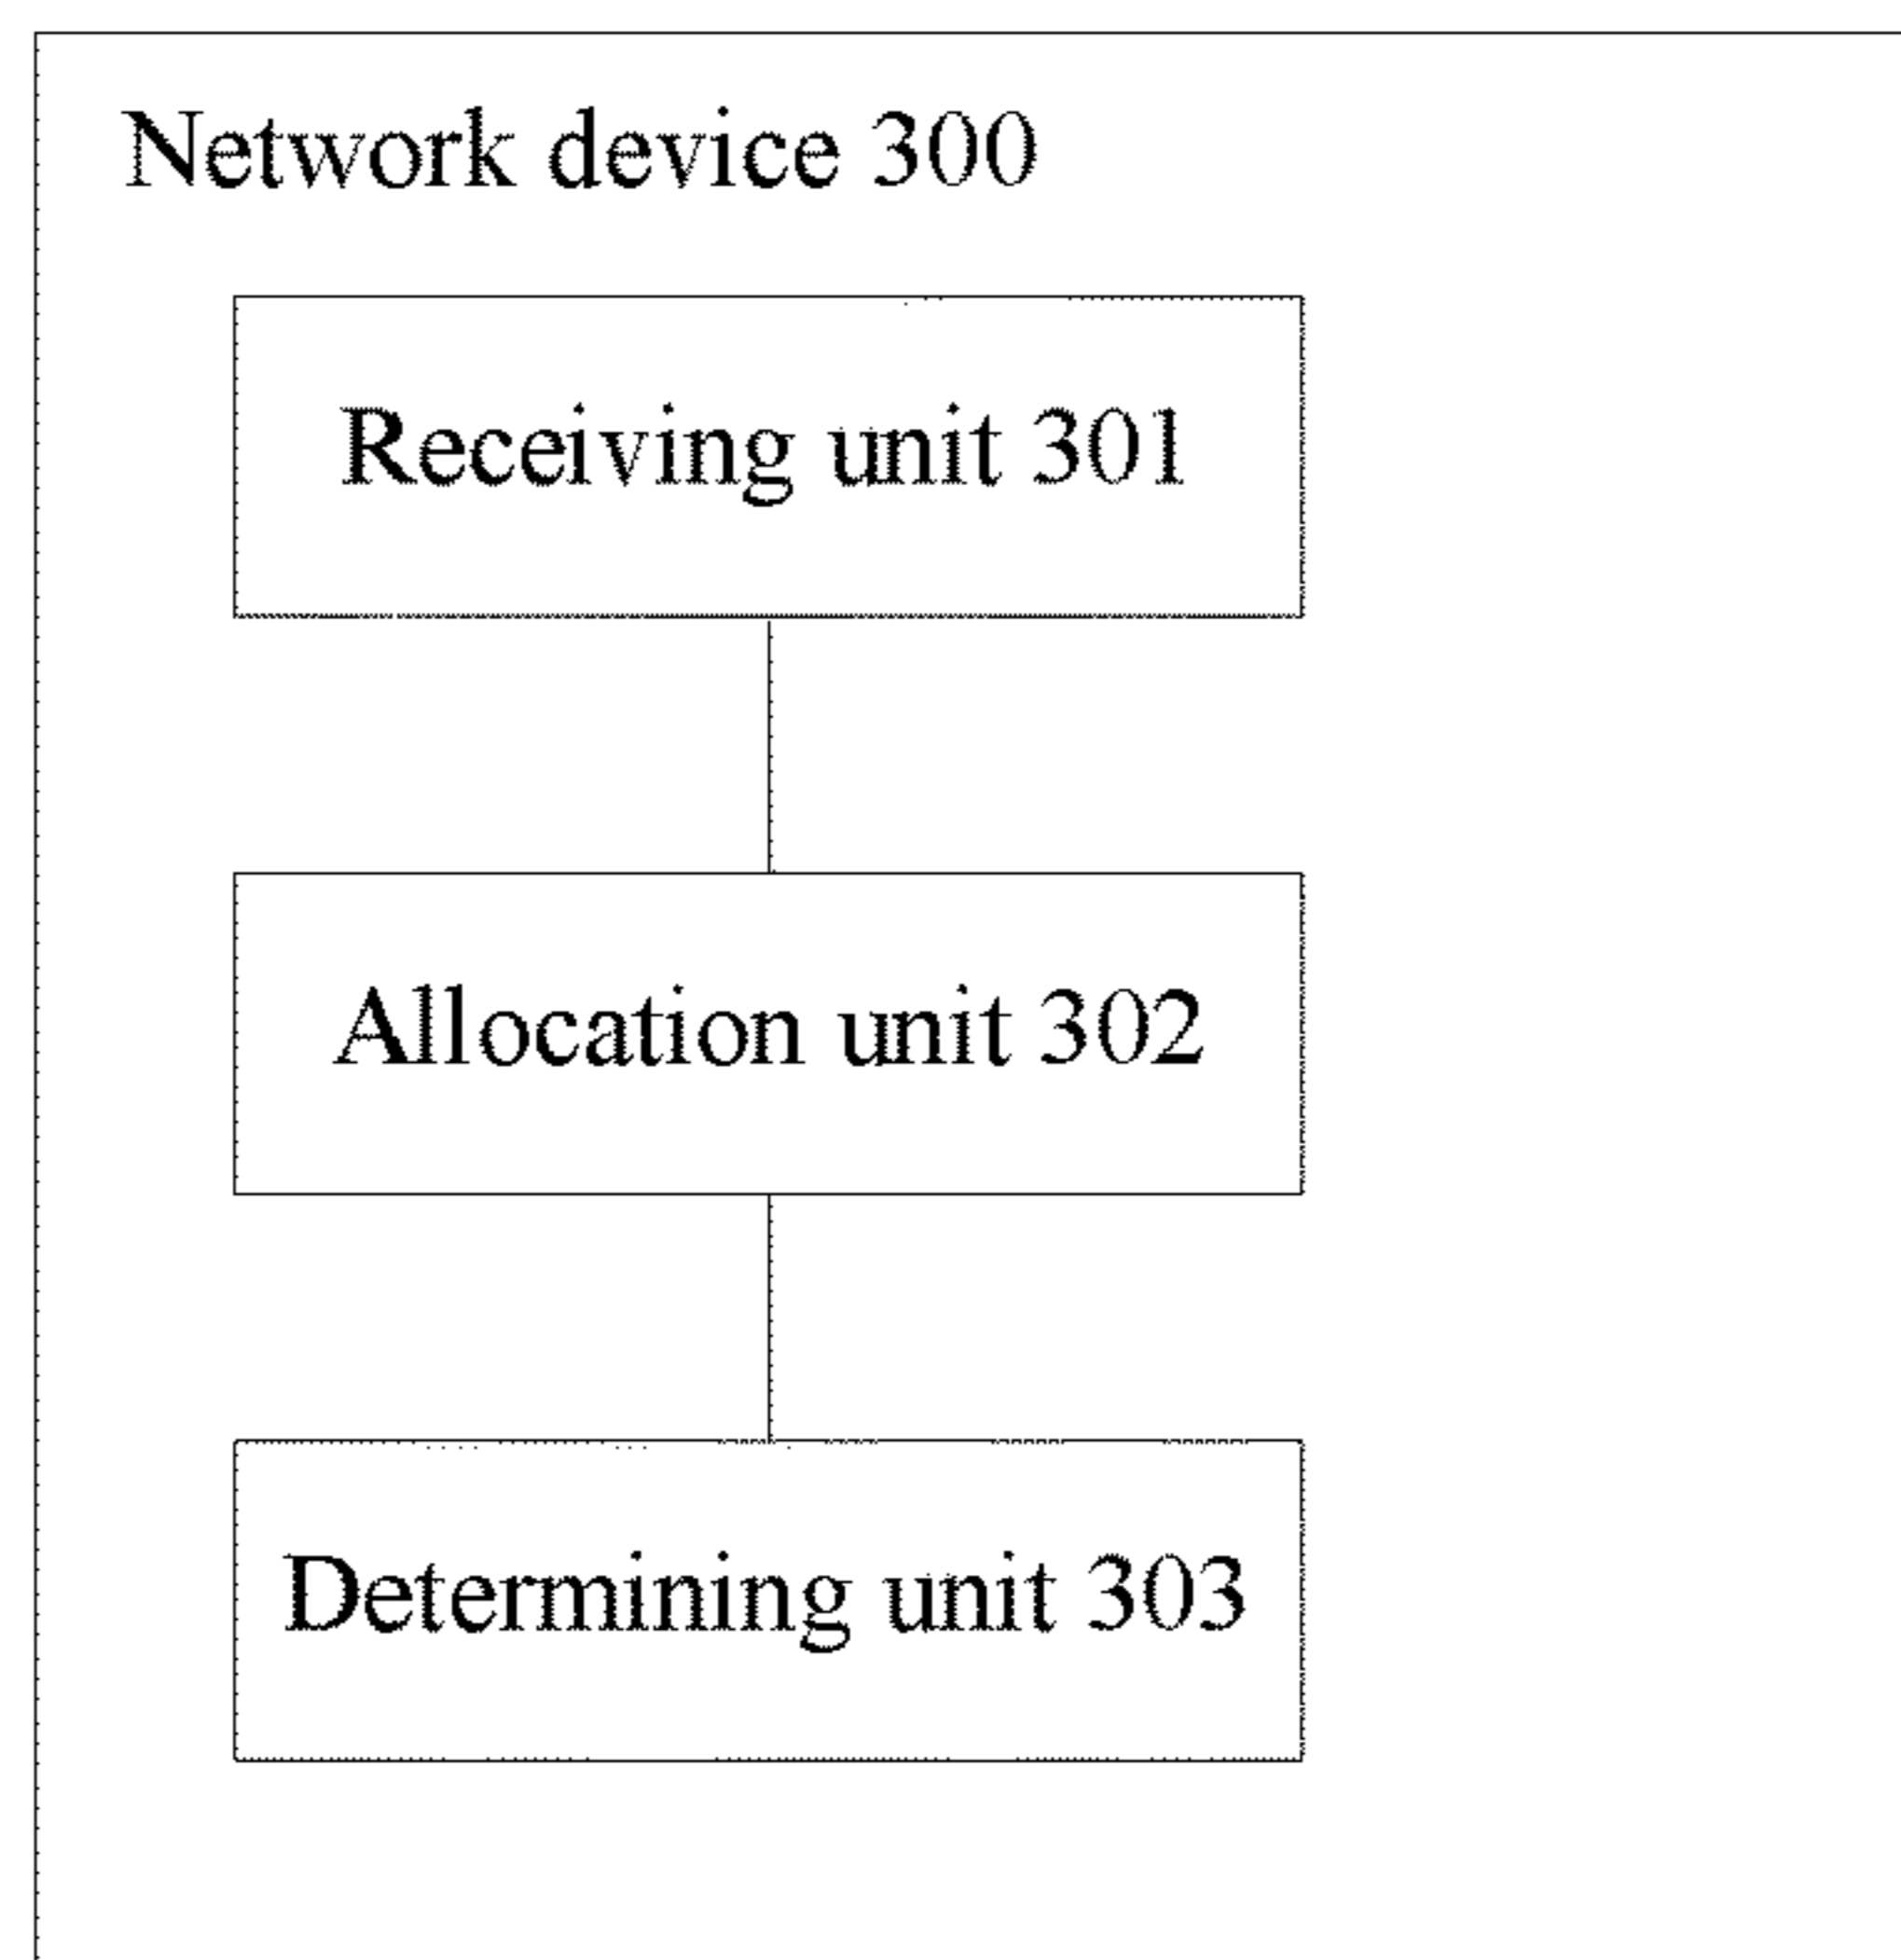 Network device 300
Receiving unit 301
Allocation unit 302
Determining unit 303